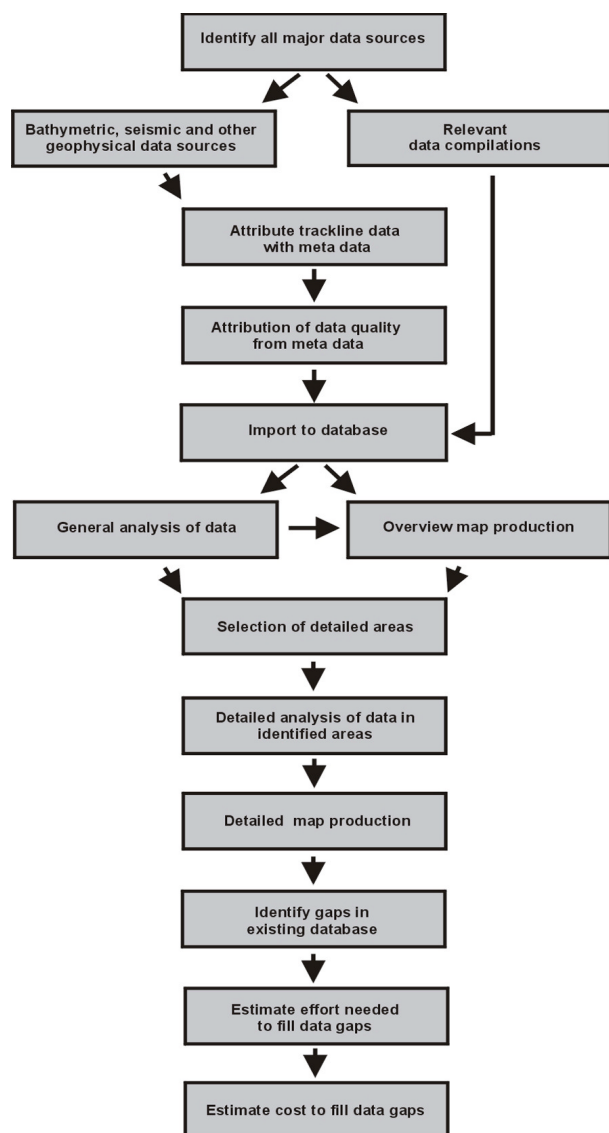 Identify all major data sources
Bathymetric, seismic and other
geophysical data sources
Relevant
data compilations
Attribute trackline data
with meta data
Attribution of data quality
from meta data
Import to database
General analysis of data
Overview map production
Selection of detailed areas
Detailed analysis of data in
identified areas
Detailed map production
Identify gaps in
existing database
Estimate effort needed
to fill data gaps
Estimate cost to fill data gaps